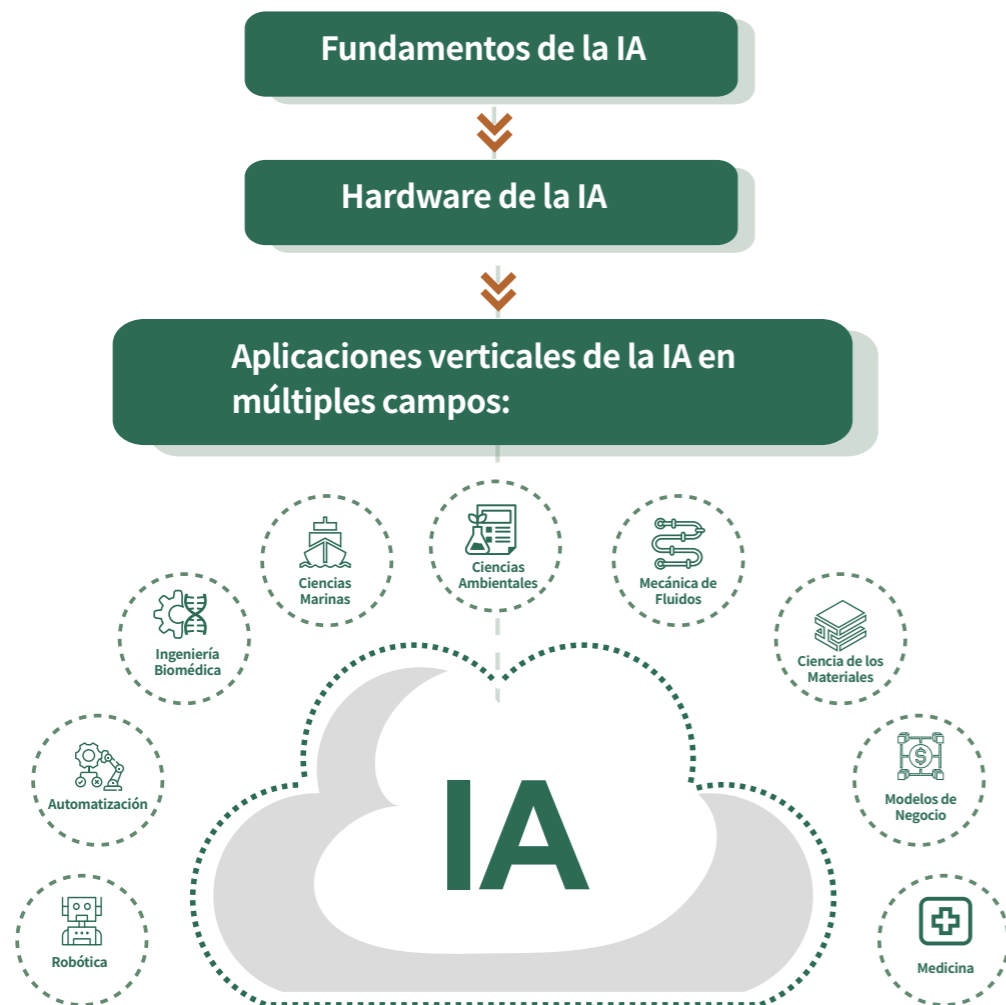 Fundamentos de la IA
Hardware de la IA
Aplicaciones verticales de la IA en
múltiples campos:
Ciencias
Ambientales
Ciencias
Marinas
Mecánica de
Fluidos
Ingeniería
Biomédica
Ciencia de los
Materiales
Automatización
Modelos de
Negocio
$
IA
Robótica
Medicina